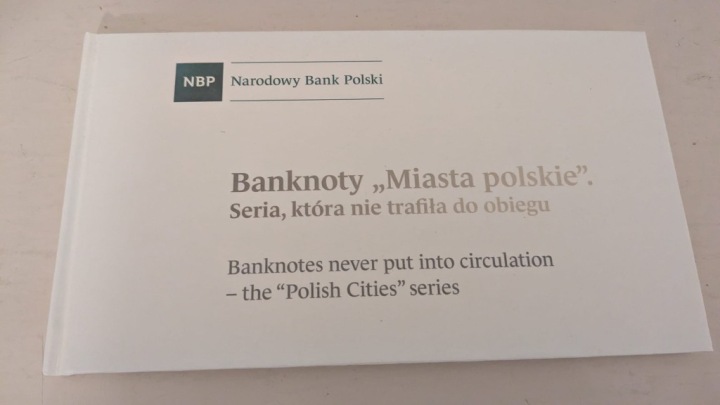 NBP Narodowy Bank Polski
Banknoty „Miasta polskie”.
Seria, która nie trafiła do obiegu
Banknotes never put into circulation
– the “Polish Cities” series